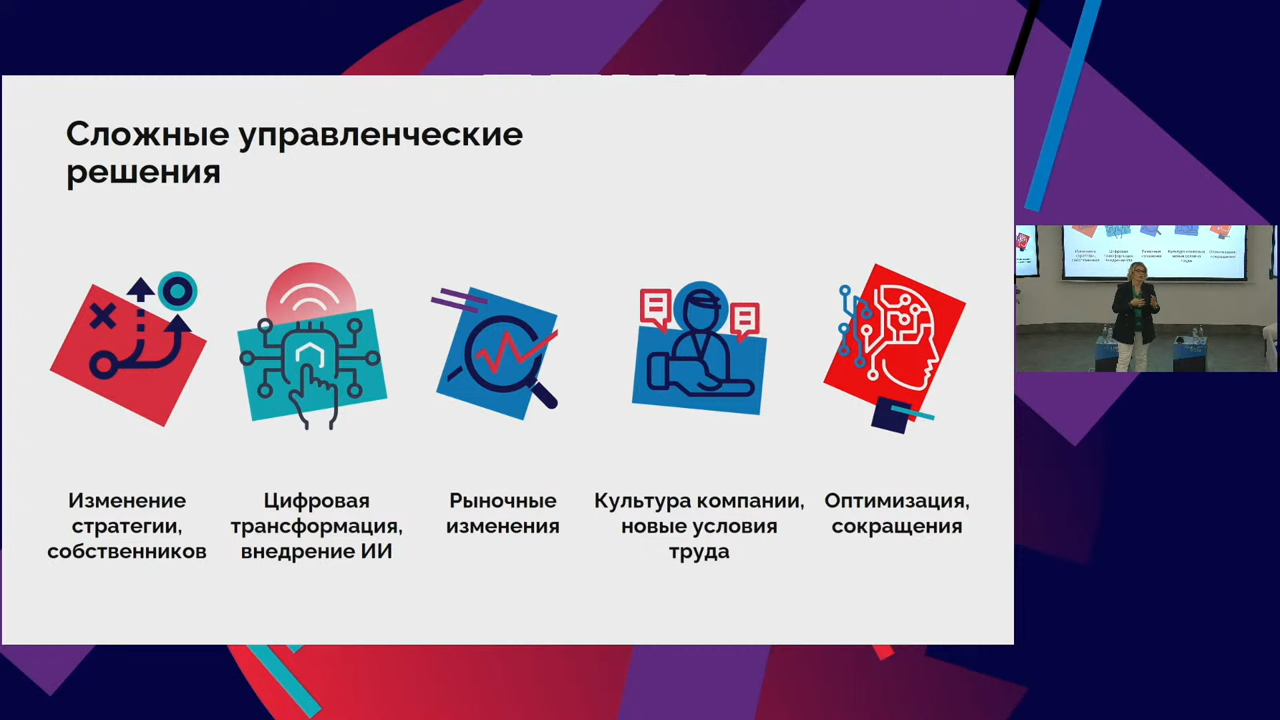 Сложные управленческие
решения
Изменение
стратегии,
собственников
Цифровая
трансформация,
внедрение ИИ
Рыночные
изменения
Культура компании,
новые условия
труда
Оптимизация,
сокращения